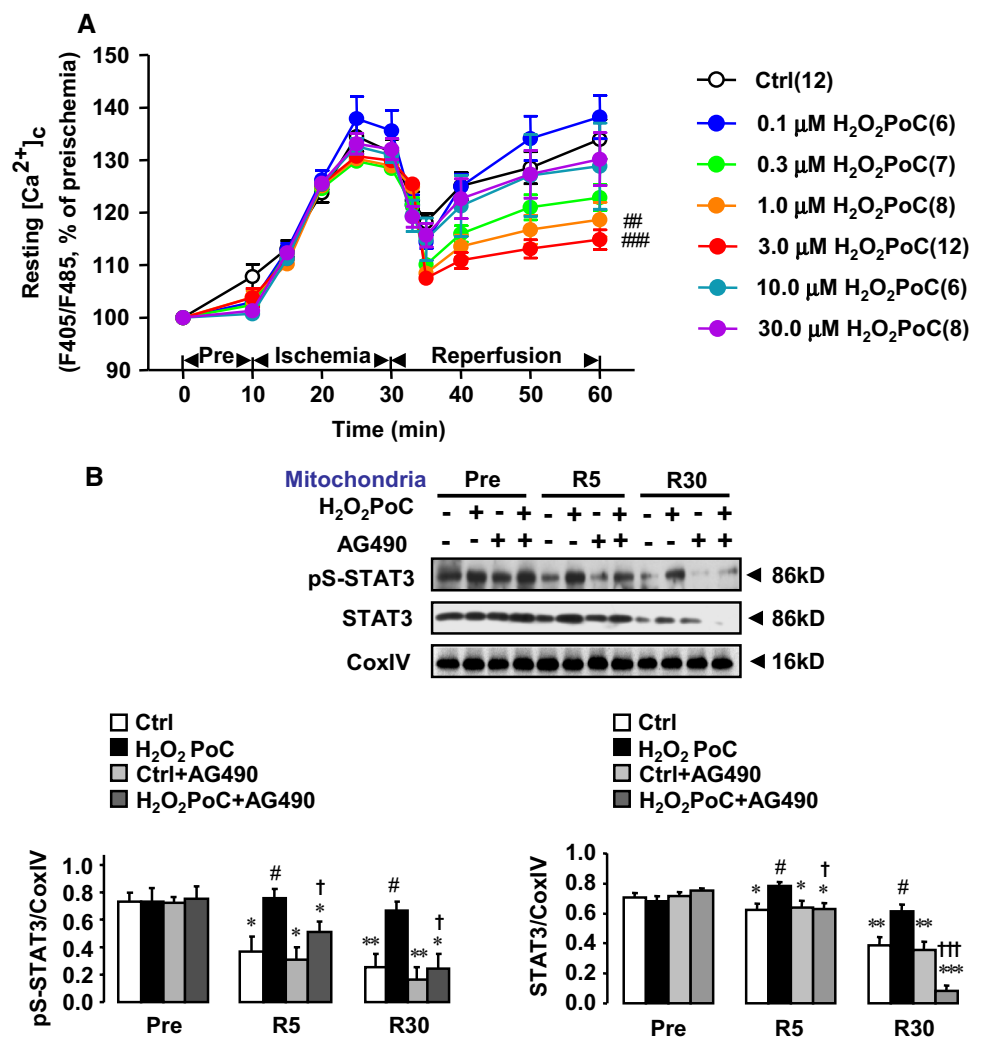 A
Resting [Ca²⁺]c
(F405/F485, % of preischemia)
150
140
130
120
110
100
90
Pre
Ischemia
Reperfusion
0 10 20 30 40 50 60
Time (min)
##
###
Ctrl(12)
0.1 μM H₂O₂PoC(6)
0.3 μM H₂O₂PoC(7)
1.0 μM H₂O₂PoC(8)
3.0 μM H₂O₂PoC(12)
10.0 μM H₂O₂PoC(6)
30.0 μM H₂O₂PoC(8)
B
Mitochondria Pre R5 R30
H₂O₂PoC - + - + - + - + - + - +
AG490 - - + + - - + + - - + +
pS-STAT3 ◄ 86kD
STAT3 ◄ 86kD
CoxIV ◄ 16kD
Ctrl
H₂O₂ PoC
Ctrl+AG490
H₂O₂PoC+AG490
pS-STAT3/CoxIV
1.0
0.8
0.6
0.4
0.2
0.0
* # * † *
** # ** † *
Pre R5 R30
Ctrl
H₂O₂ PoC
Ctrl+AG490
H₂O₂PoC+AG490
STAT3/CoxIV
1.0
0.8
0.6
0.4
0.2
0.0
* # * † *
** # ** ††† ***
Pre R5 R30